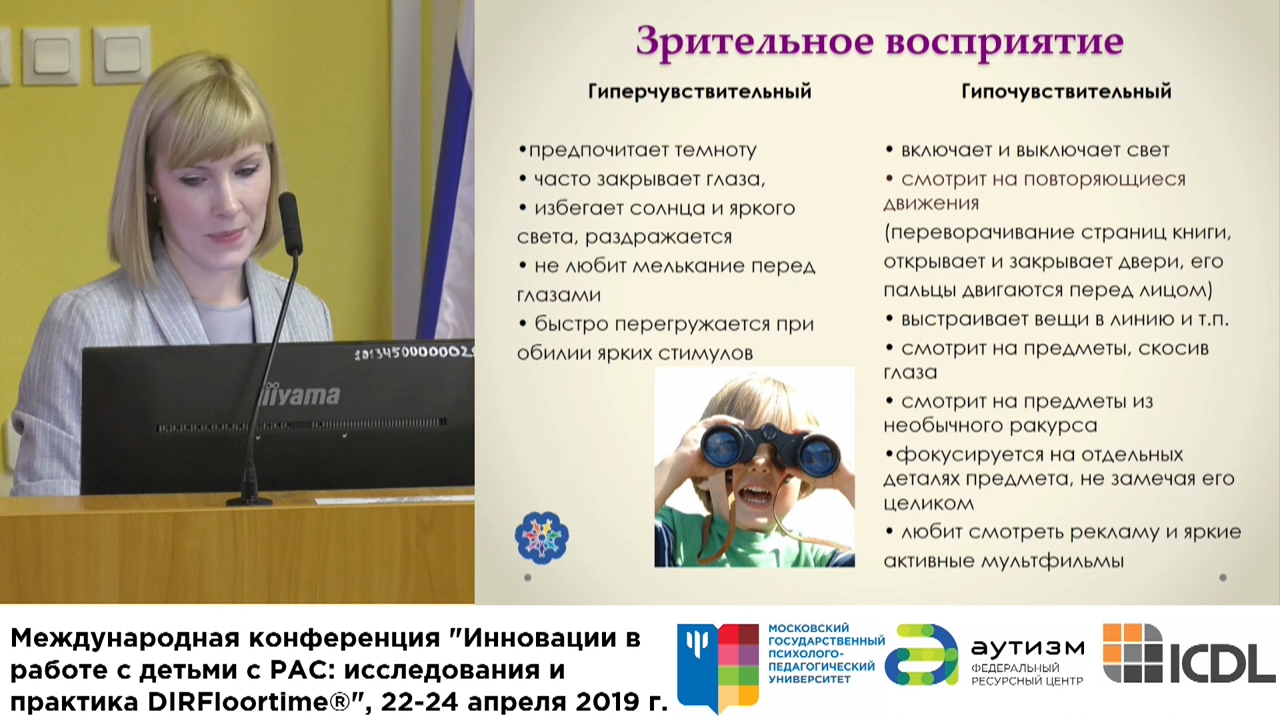 Зрительное восприятие
Гиперчувствительный
•предпочитает темноту
• часто закрывает глаза,
• избегает солнца и яркого
света, раздражается
• не любит мелькание перед
глазами
• быстро перегружается при
обилии ярких стимулов
Гипочувствительный
• включает и выключает свет
• смотрит на повторяющиеся
движения
(переворачивание страниц книги,
открывает и закрывает двери, его
пальцы двигаются перед лицом)
• выстраивает вещи в линию и т.п.
• смотрит на предметы, скосив
глаза
• смотрит на предметы из
необычного ракурса
•фокусируется на отдельных
деталях предмета, не замечая его
целиком
• любит смотреть рекламу и яркие
активные мультфильмы
iiyama
Международная конференция "Инновации в
работе с детьми с РАС: исследования и
практика DIRFloortime®", 22-24 апреля 2019 г.
МОСКОВСКИЙ
ГОСУДАРСТВЕННЫЙ
ПСИХОЛОГО-
ПЕДАГОГИЧЕСКИЙ
УНИВЕРСИТЕТ
аутизм
ФЕДЕРАЛЬНЫЙ
РЕСУРСНЫЙ ЦЕНТР
ICDL